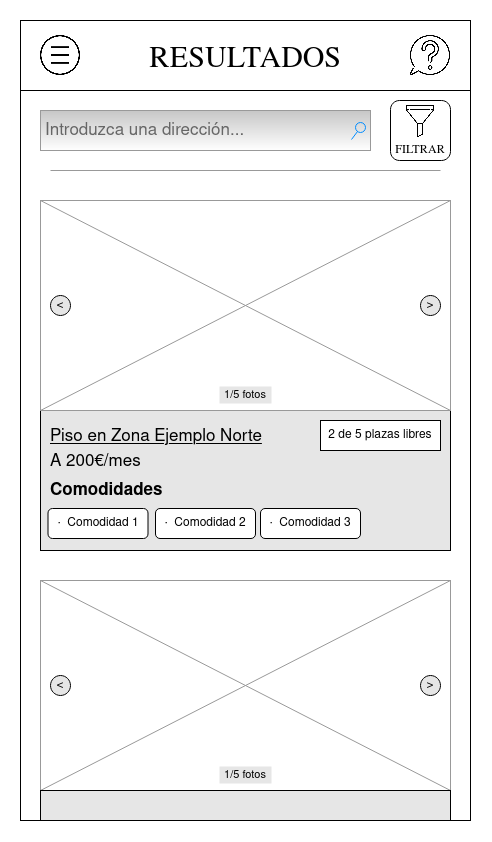 RESULTADOS
Introduzca una dirección...
FILTRAR
<
>
1/5 fotos
Piso en Zona Ejemplo Norte
2 de 5 plazas libres
A 200€/mes
Comodidades
· Comodidad 1
· Comodidad 2
· Comodidad 3
<
>
1/5 fotos